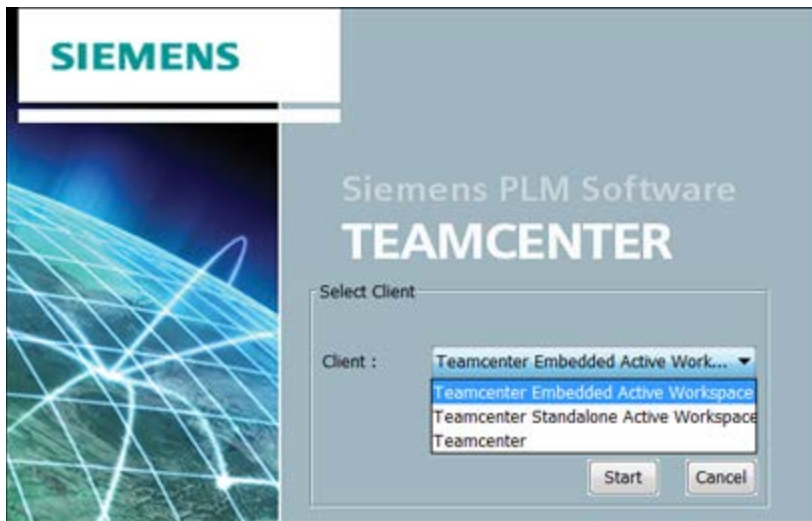 SIEMENS
Siemens PLM Software
TEAMCENTER
Select Client
Client :
Teamcenter Embedded Active Work...
Teamcenter Embedded Active Workspace
Teamcenter Standalone Active Workspace
Teamcenter
Start
Cancel